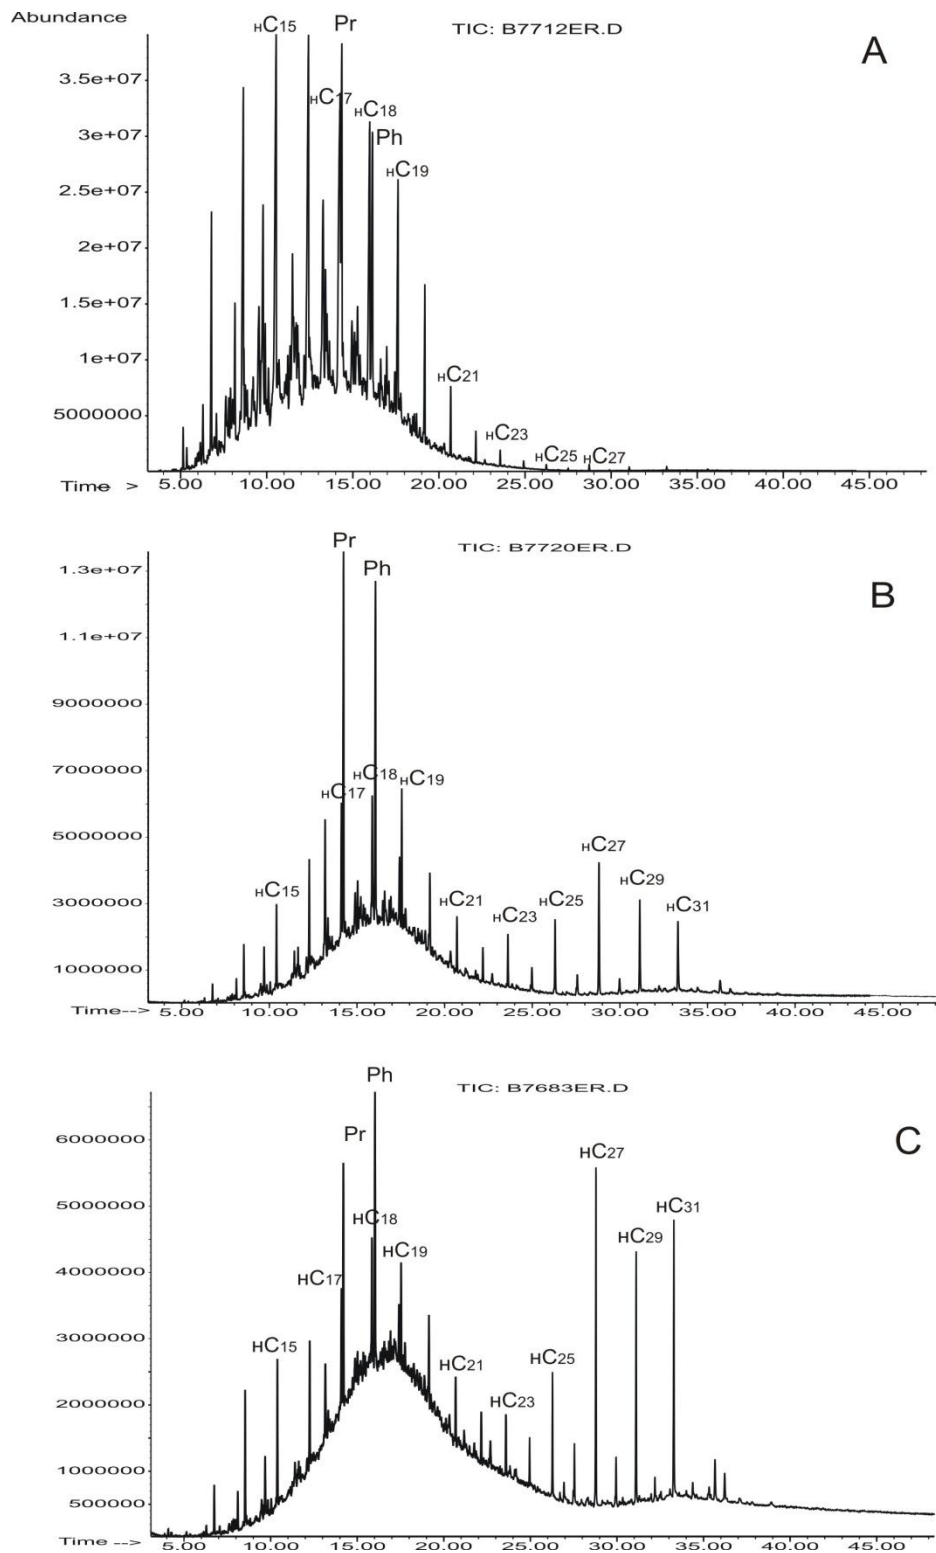 Abundance
TIC: B7712ER.D
A
HC15
Pr
HC17
HC18
Ph
HC19
HC21
HC23
HC25
HC27
3.5e+07
3e+07
2.5e+07
2e+07
1.5e+07
1e+07
5000000
Time >
5.00 10.00 15.00 20.00 25.00 30.00 35.00 40.00 45.00
TIC: B7720ER.D
B
Pr
Ph
HC15
HC17
HC18
HC19
HC21
HC23
HC25
HC27
HC29
HC31
1.3e+07
1.1e+07
9000000
7000000
5000000
3000000
1000000
Time-->
10.00 15.00 20.00 25.00 30.00 35.00 40.00 45.00
TIC: B7683ER.D
C
Ph
Pr
HC15
HC17
HC18
HC19
HC21
HC23
HC25
HC27
HC29
HC31
6000000
5000000
4000000
3000000
2000000
1000000
500000
Time -->
5.00 10.00 15.00 20.00 25.00 30.00 35.00 40.00 45.00